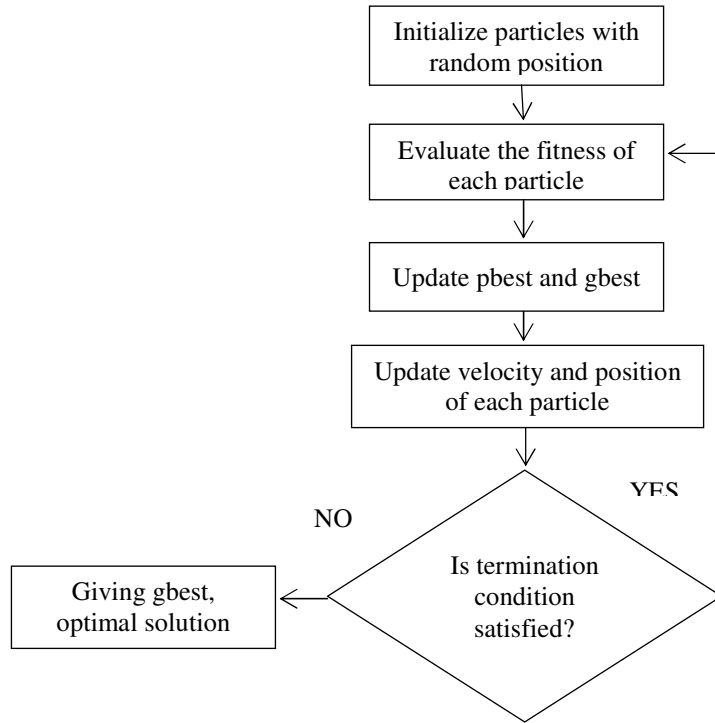 Initialize particles with
random position
Evaluate the fitness of
each particle
Update pbest and gbest
Update velocity and position
of each particle
YES
NO
Is termination
condition
satisfied?
Giving gbest,
optimal solution